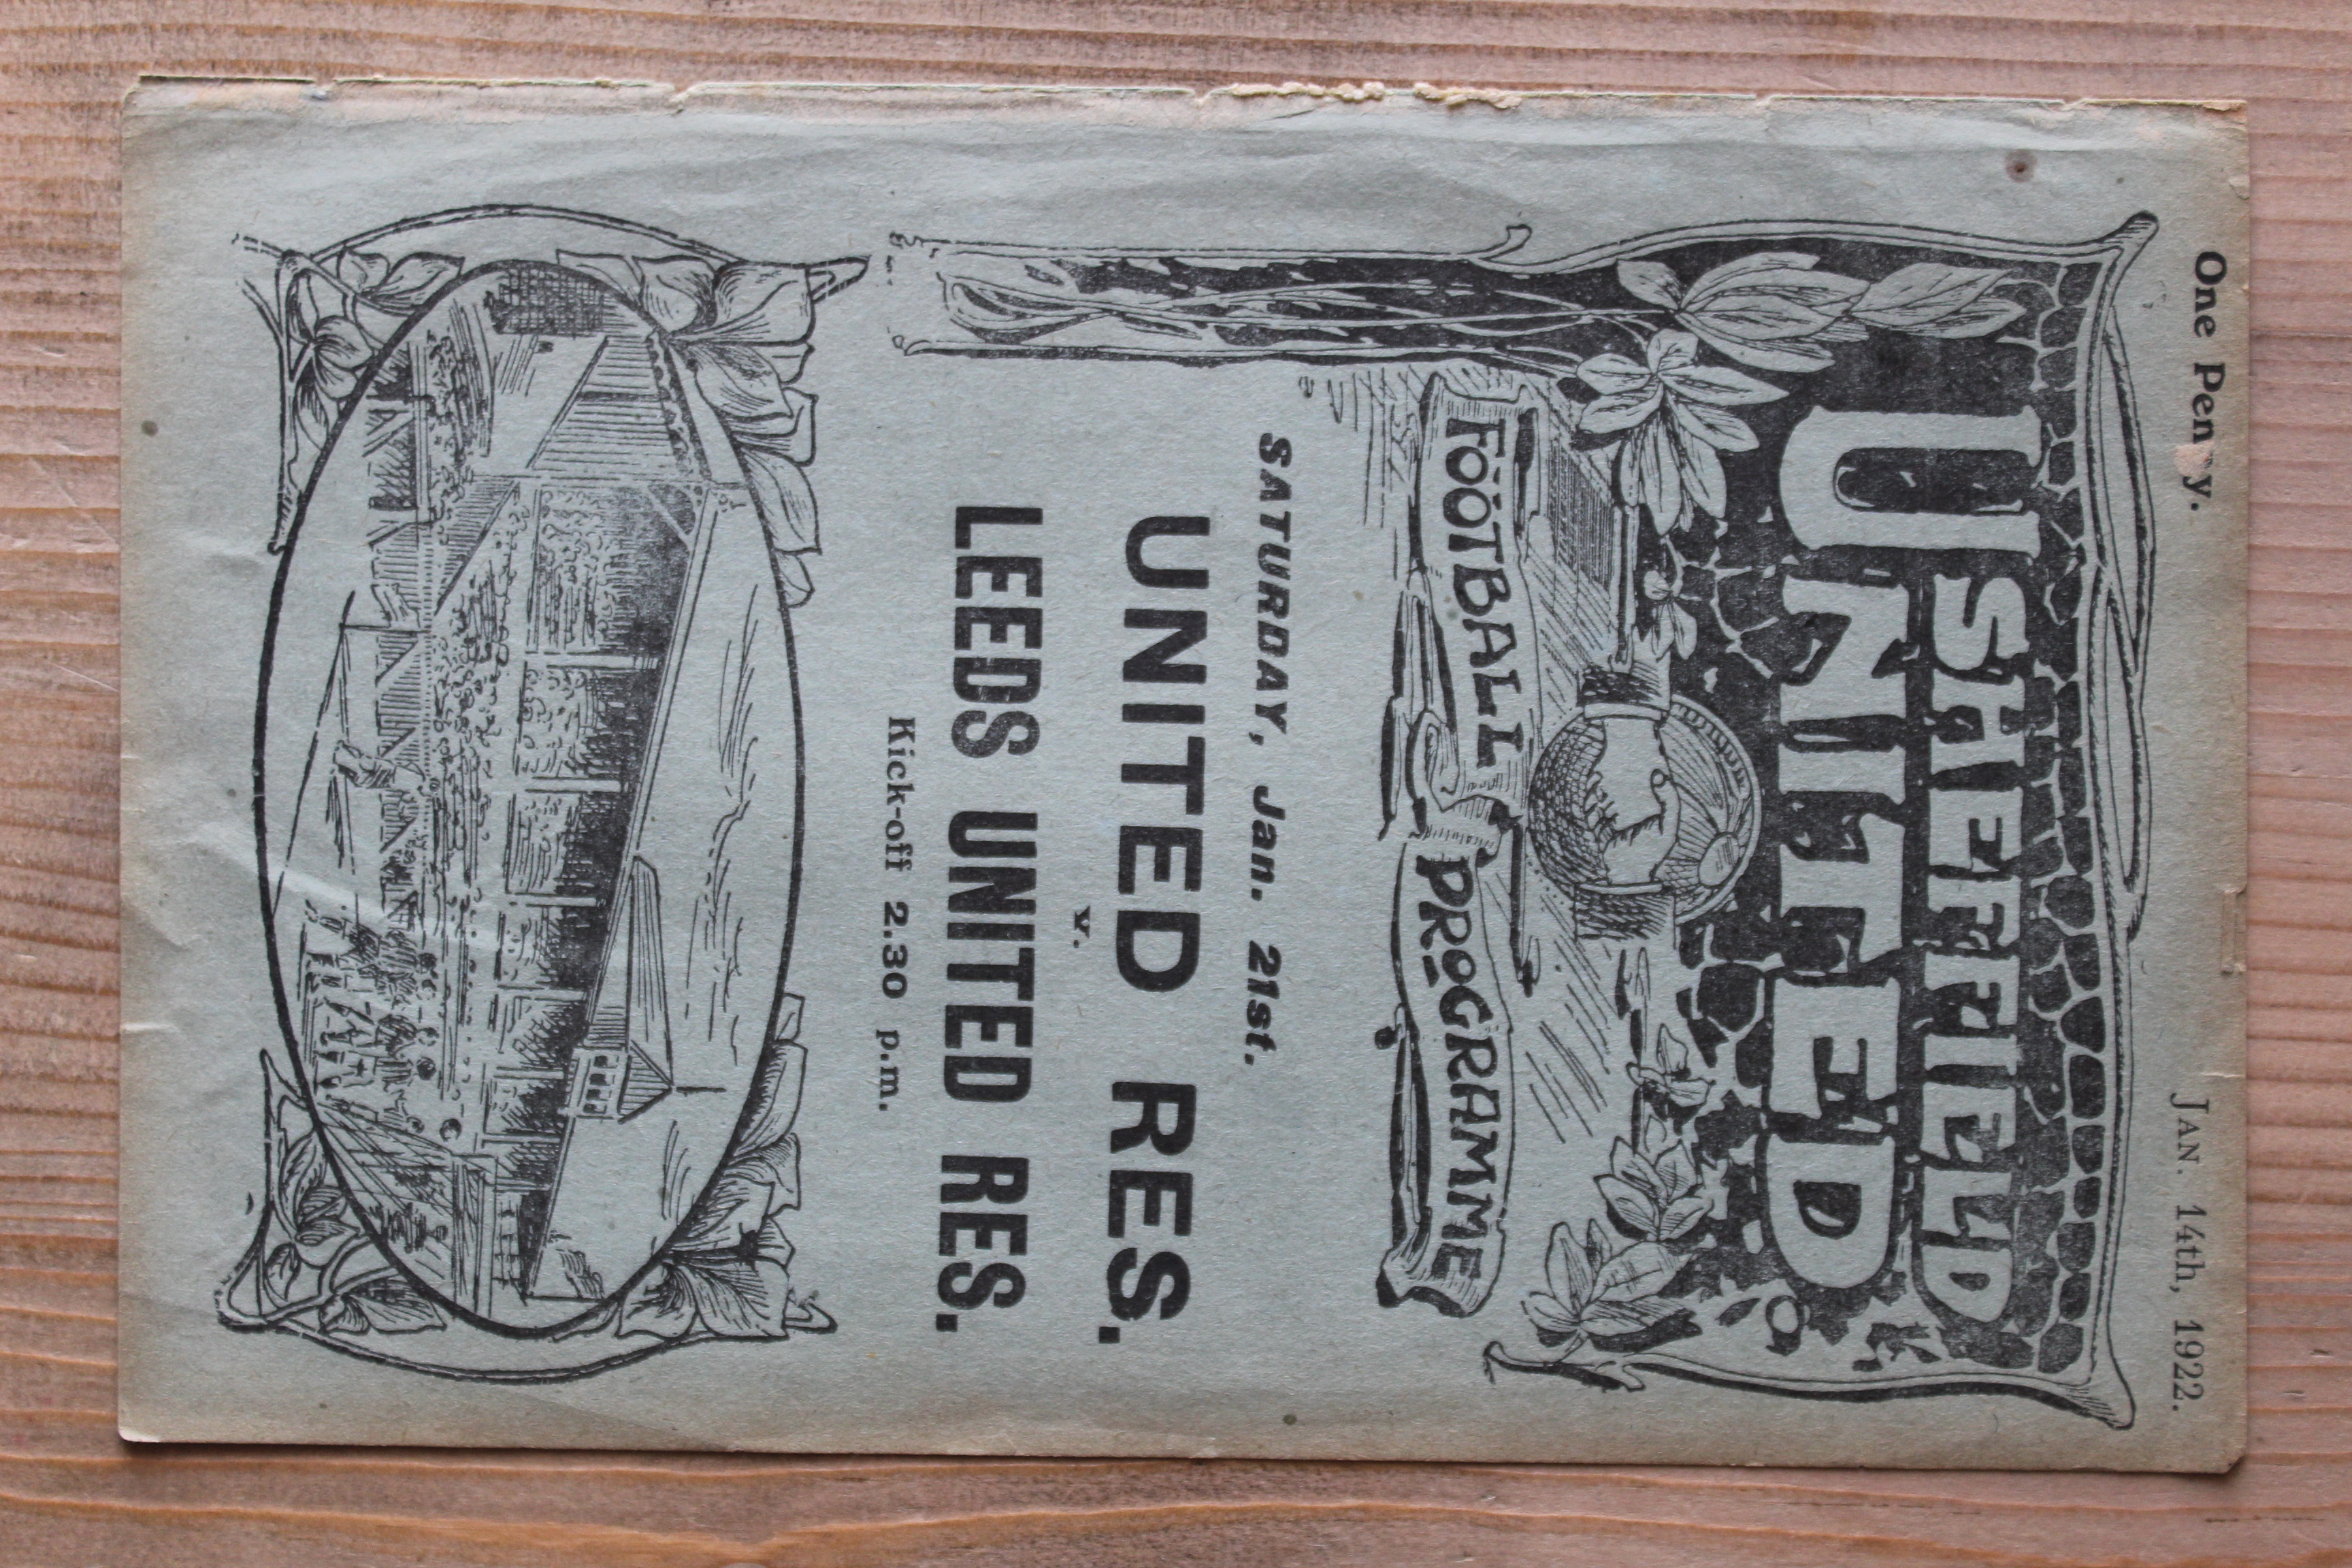 One Penny.
JAN. 14th, 1922.
SHEFFIELD
UNITED
FOOTBALL
PROGRAMME
SATURDAY, Jan. 21st.
UNITED RES.
v.
LEEDS UNITED RES.
Kick-off 2.30 p.m.